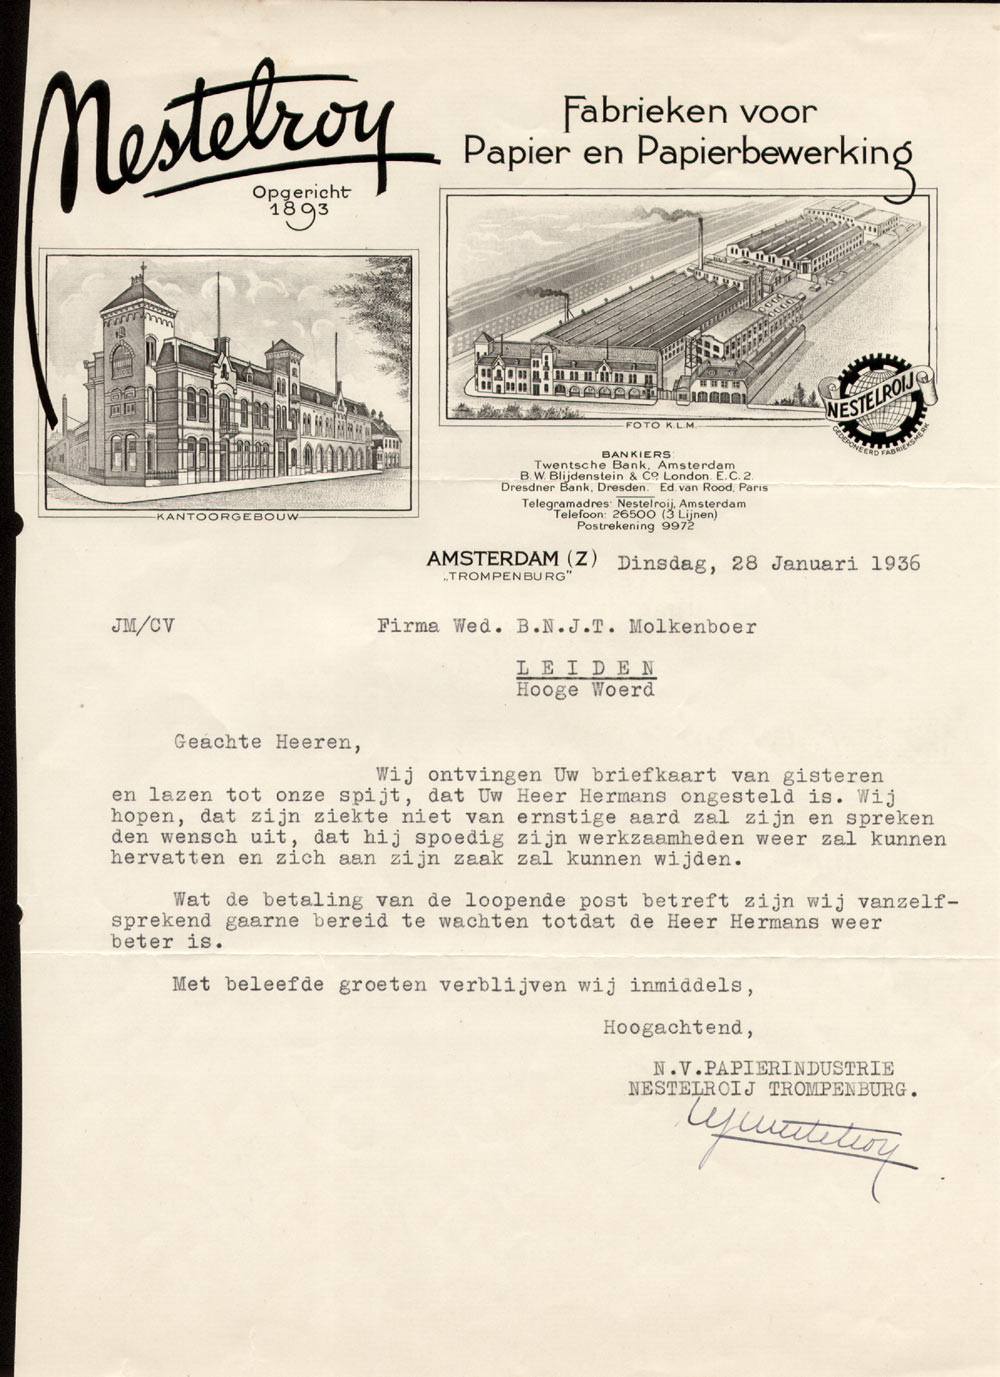 Nestelroy
Opgericht
1893
Fabrieken voor
Papier en Papierbewerking
KANTOORGEBOUW
FOTO K.L.M.
NESTELROIJ
GEDEPONEERD FABRIEKSMERK
BANKIERS:
Twentsche Bank, Amsterdam
B. W. Blijdenstein & Co. London. E.C. 2.
Dresdner Bank, Dresden. Ed. van Rood, Paris
Telegramadres: Nestelroij, Amsterdam
Telefoon: 26500 (3 Lijnen)
Postrekening 9972
AMSTERDAM (Z) Dinsdag, 28 Januari 1936
„TROMPENBURG”
JM/CV Firma Wed. B.N.J.T. Molkenboer
L E I D E N
Hooge Woerd
Geachte Heeren,
Wij ontvingen Uw briefkaart van gisteren
en lazen tot onze spijt, dat Uw Heer Hermans ongesteld is. Wij
hopen, dat zijn ziekte niet van ernstige aard zal zijn en spreken
den wensch uit, dat hij spoedig zijn werkzaamheden weer zal kunnen
hervatten en zich aan zijn zaak zal kunnen wijden.
Wat de betaling van de loopende post betreft zijn wij vanzelf-
sprekend gaarne bereid te wachten totdat de Heer Hermans weer
beter is.
Met beleefde groeten verblijven wij inmiddels,
Hoogachtend,
N.V.PAPIERINDUSTRIE
NESTELROIJ TROMPENBURG.